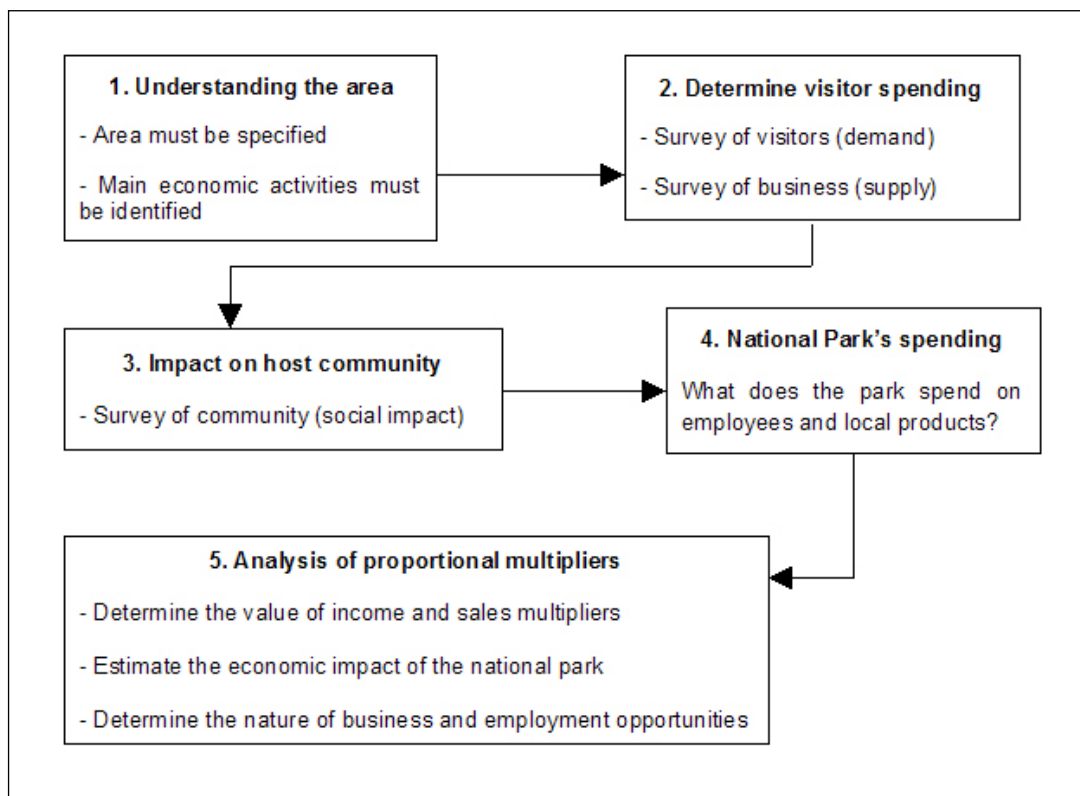 1. Understanding the area
- Area must be specified
- Main economic activities must
be identified
2. Determine visitor spending
- Survey of visitors (demand)
- Survey of business (supply)
3. Impact on host community
- Survey of community (social impact)
4. National Park's spending
What does the park spend on
employees and local products?
5. Analysis of proportional multipliers
- Determine the value of income and sales multipliers
- Estimate the economic impact of the national park
- Determine the nature of business and employment opportunities